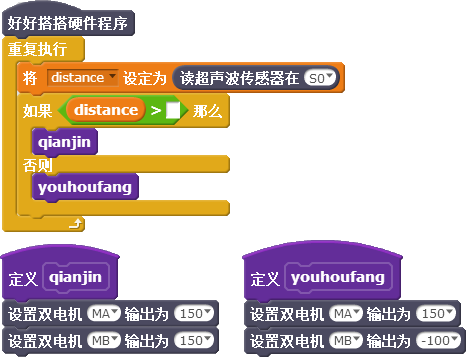 好好搭搭硬件程序
重复执行
将 distance 设定为 读超声波传感器在 S0
如果 distance > 那么
qianjin
否则
youhoufang
定义 qianjin
设置双电机 MA 输出为 150
设置双电机 MB 输出为 150
定义 youhoufang
设置双电机 MA 输出为 150
设置双电机 MB 输出为 -100